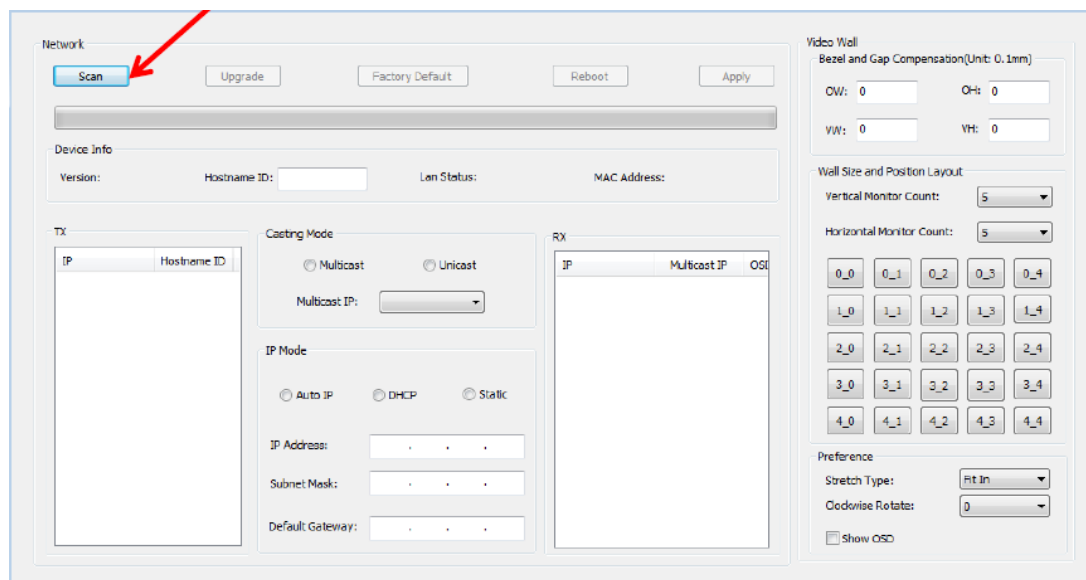 Network
Scan Upgrade Factory Default Reboot Apply
Device Info
Version: Hostname ID: Lan Status: MAC Address:
TX
IP Hostname ID
Casting Mode
Multicast Unicast
Multicast IP:
IP Mode
Auto IP DHCP Static
IP Address: . . .
Subnet Mask: . . .
Default Gateway: . . .
RX
IP Multicast IP OSD
Video Wall
Bezel and Gap Compensation(Unit: 0.1mm)
OW: 0 OH: 0
VW: 0 VH: 0
Wall Size and Position Layout
Vertical Monitor Count: 5
Horizontal Monitor Count: 5
0_0 0_1 0_2 0_3 0_4
1_0 1_1 1_2 1_3 1_4
2_0 2_1 2_2 2_3 2_4
3_0 3_1 3_2 3_3 3_4
4_0 4_1 4_2 4_3 4_4
Preference
Stretch Type: Fit In
Clockwise Rotate: 0
Show OSD